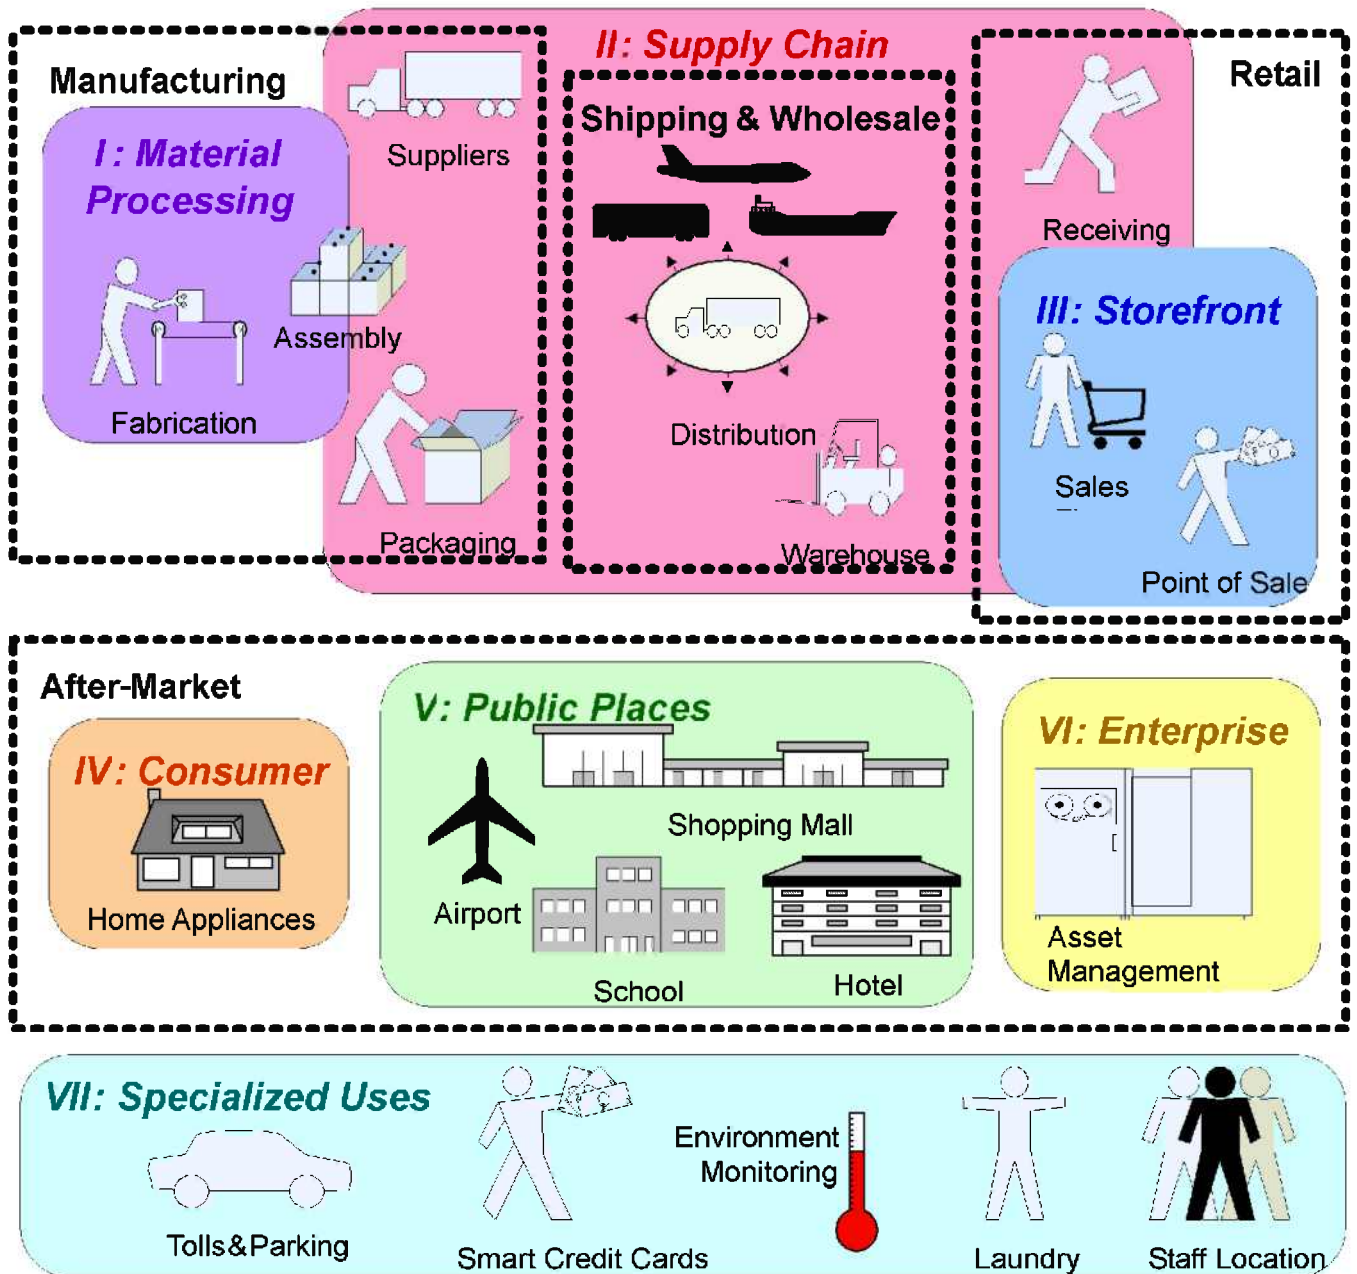 II: Supply Chain
Manufacturing
Retail
Shipping & Wholesale
I: Material
Processing
Suppliers
Receiving
III: Storefront
Assembly
Fabrication
Distribution
Sales
Packaging
Warehouse
Point of Sale
After-Market
V: Public Places
VI: Enterprise
IV: Consumer
Shopping Mall
Home Appliances
Airport
Asset
Management
School
Hotel
VII: Specialized Uses
Environment
Monitoring
Tolls&Parking
Smart Credit Cards
Laundry
Staff Location